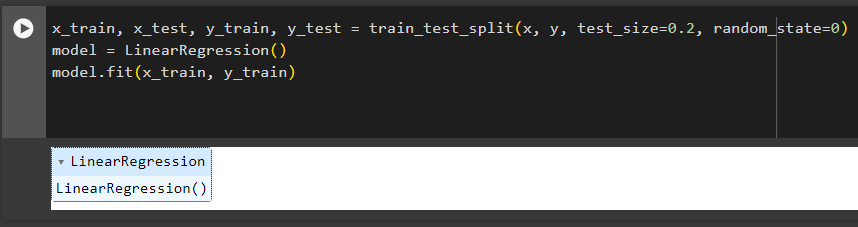 x_train, x_test, y_train, y_test = train_test_split(x, y, test_size=0.2, random_state=0)
model = LinearRegression()
model.fit(x_train, y_train)
▾ LinearRegression
LinearRegression()